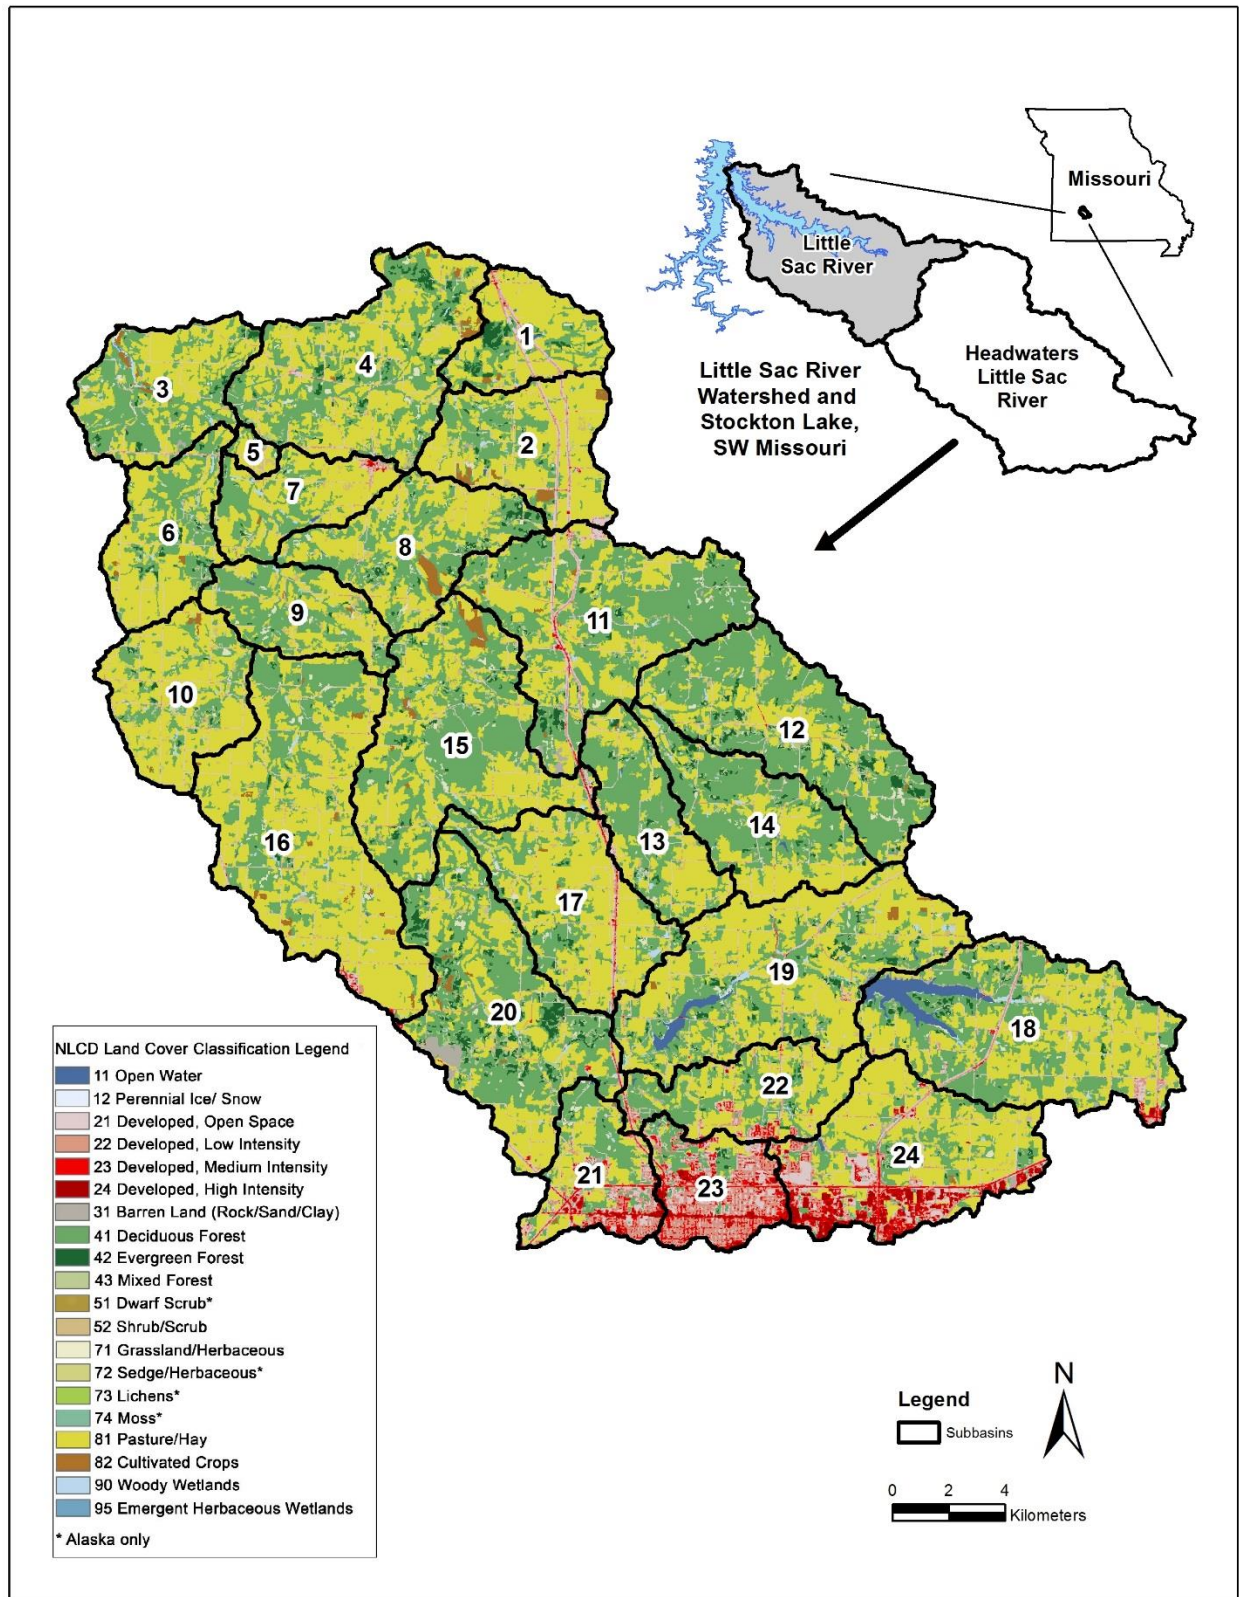 Missouri
Little
Sac River
Headwaters
Little Sac
River
Little Sac River
Watershed and
Stockton Lake,
SW Missouri
1
4
3
2
5
7
6
8
9
11
10
12
15
14
13
16
17
19
20
18
22
24
21
23
NLCD Land Cover Classification Legend
11 Open Water
12 Perennial Ice/ Snow
21 Developed, Open Space
22 Developed, Low Intensity
23 Developed, Medium Intensity
24 Developed, High Intensity
31 Barren Land (Rock/Sand/Clay)
41 Deciduous Forest
42 Evergreen Forest
43 Mixed Forest
51 Dwarf Scrub*
52 Shrub/Scrub
71 Grassland/Herbaceous
72 Sedge/Herbaceous*
73 Lichens*
74 Moss*
81 Pasture/Hay
82 Cultivated Crops
90 Woody Wetlands
95 Emergent Herbaceous Wetlands
* Alaska only
N
Legend
Subbasins
0 2 4
Kilometers